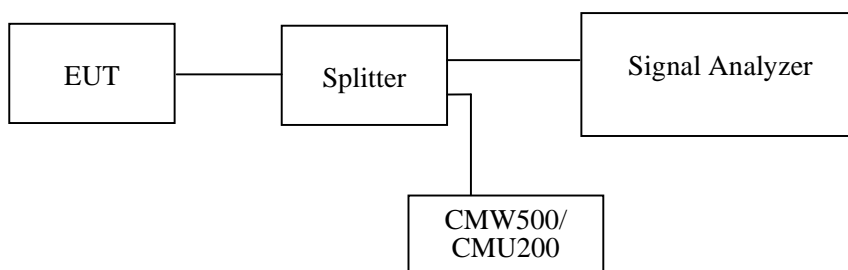 EUT
Splitter
Signal Analyzer
CMW500/
CMU200